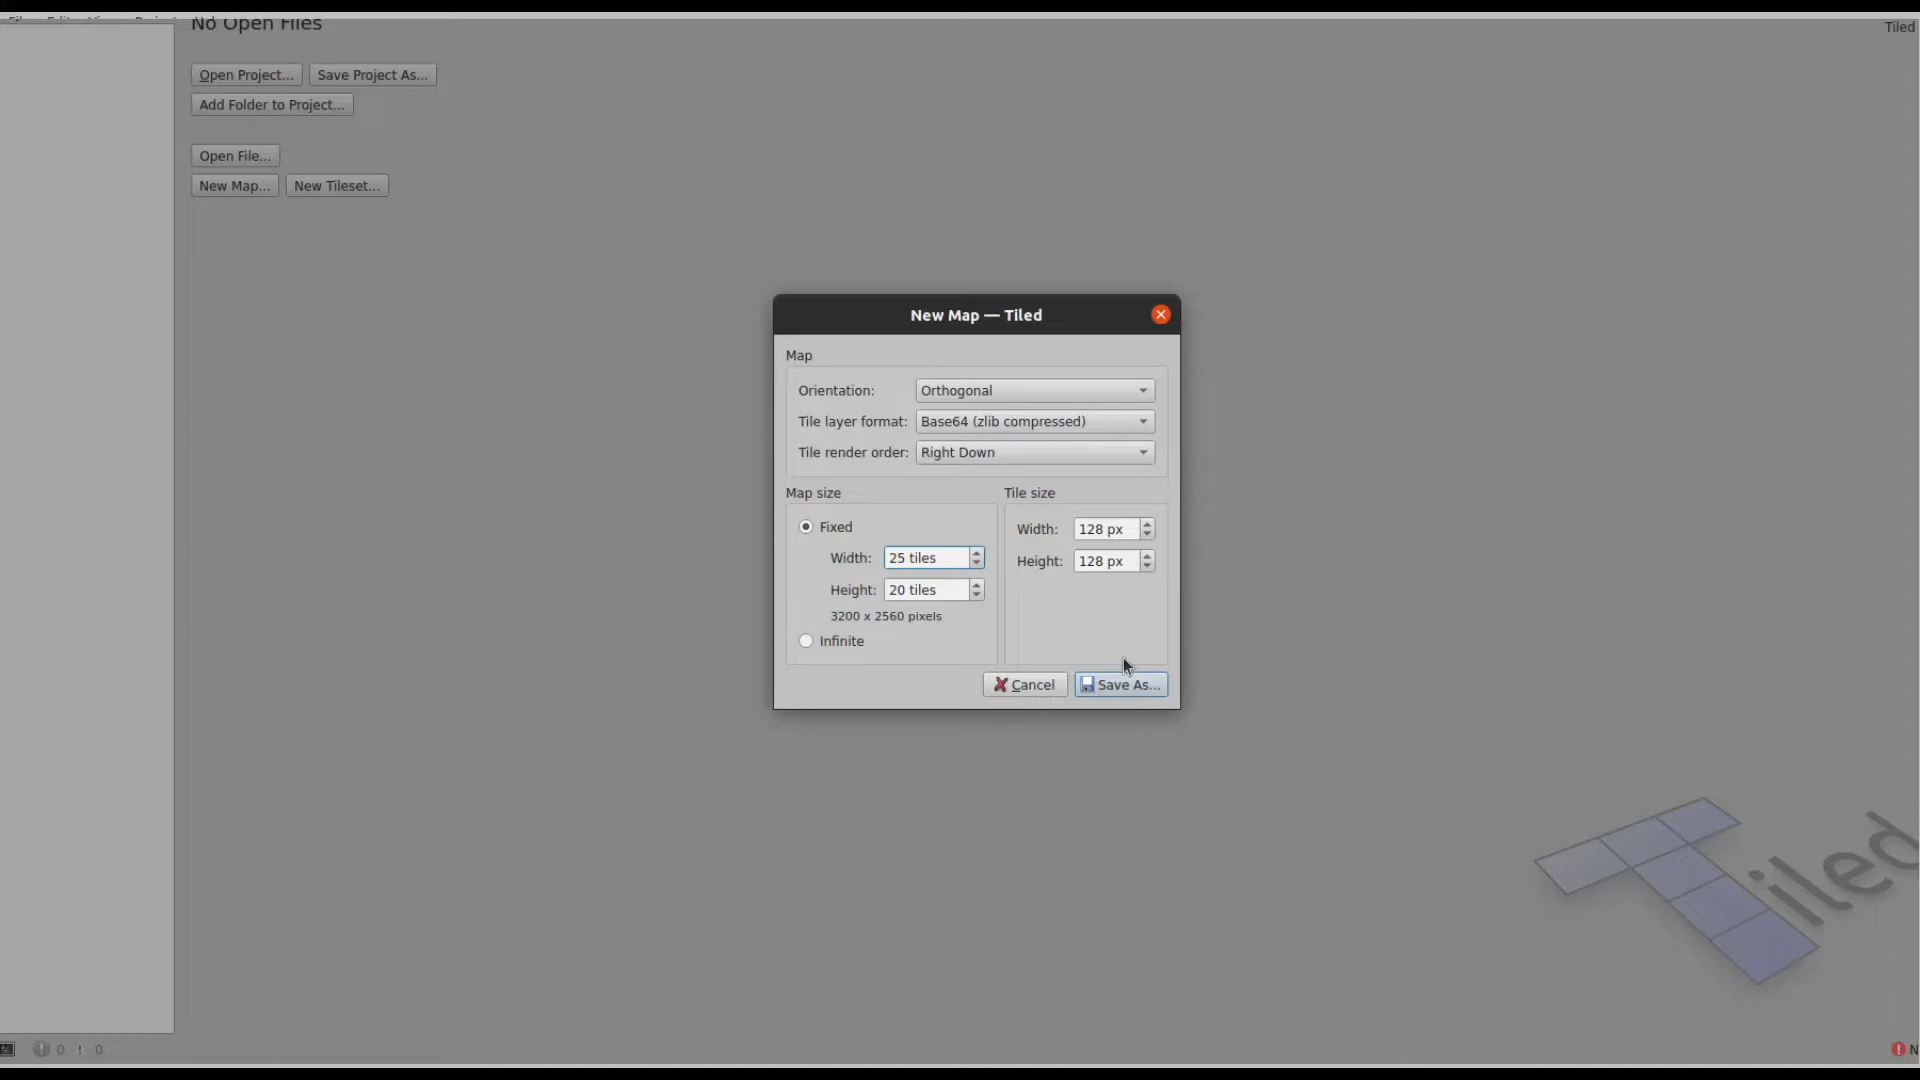 No Open Files
Tiled
Open Project... Save Project As...
Add Folder to Project...
Open File...
New Map... New Tileset...
New Map — Tiled
Map
Orientation: Orthogonal
Tile layer format: Base64 (zlib compressed)
Tile render order: Right Down
Map size Tile size
Fixed
Width: 25 tiles Width: 128 px
Height: 20 tiles Height: 128 px
3200 x 2560 pixels
Infinite
Cancel Save As...
Tiled
0 0
N